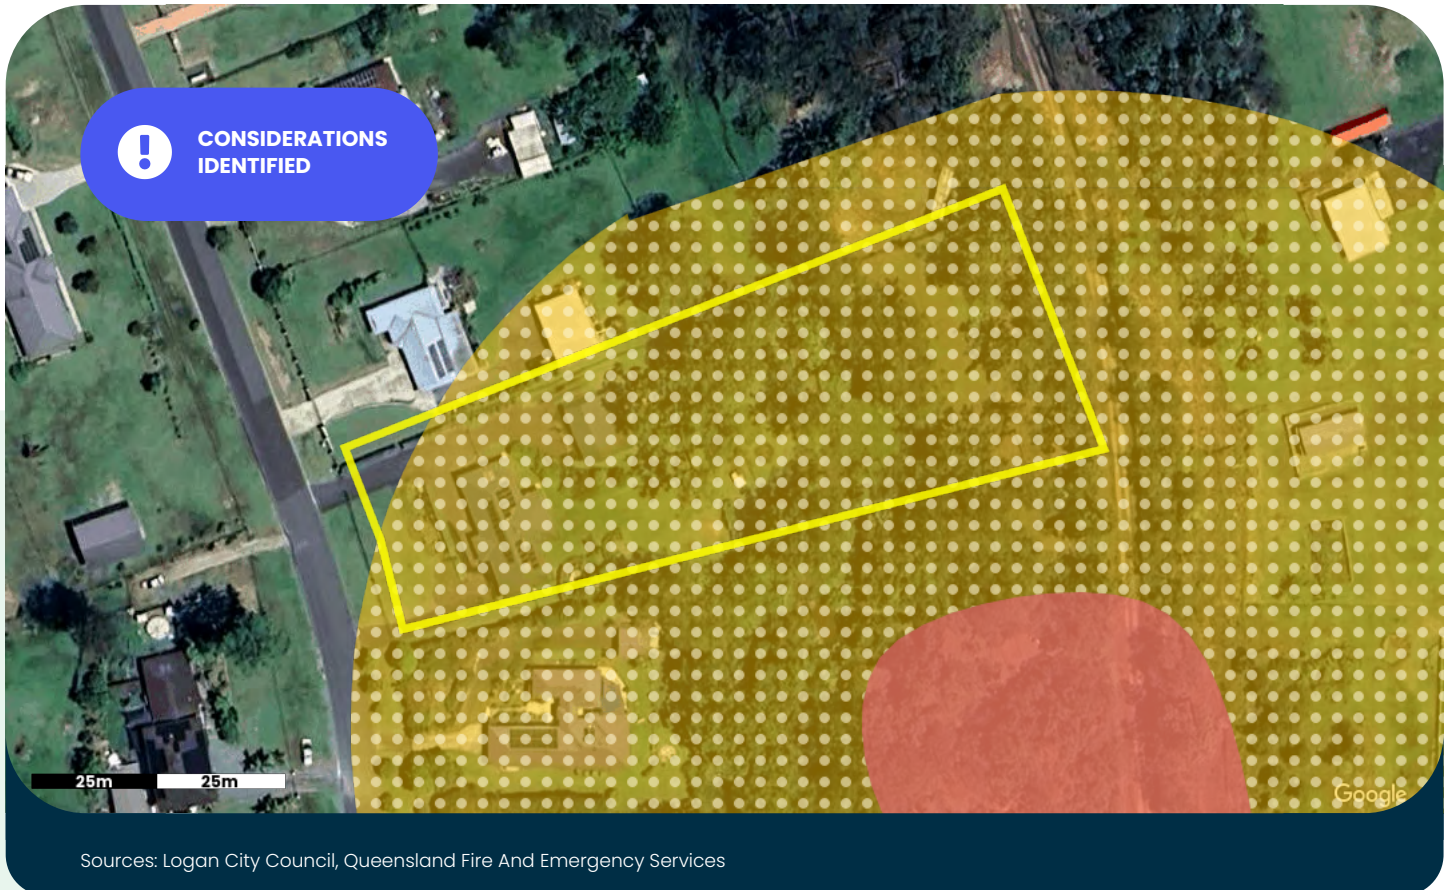 CONSIDERATIONS
IDENTIFIED
25m 25m
Google
Sources: Logan City Council, Queensland Fire And Emergency Services